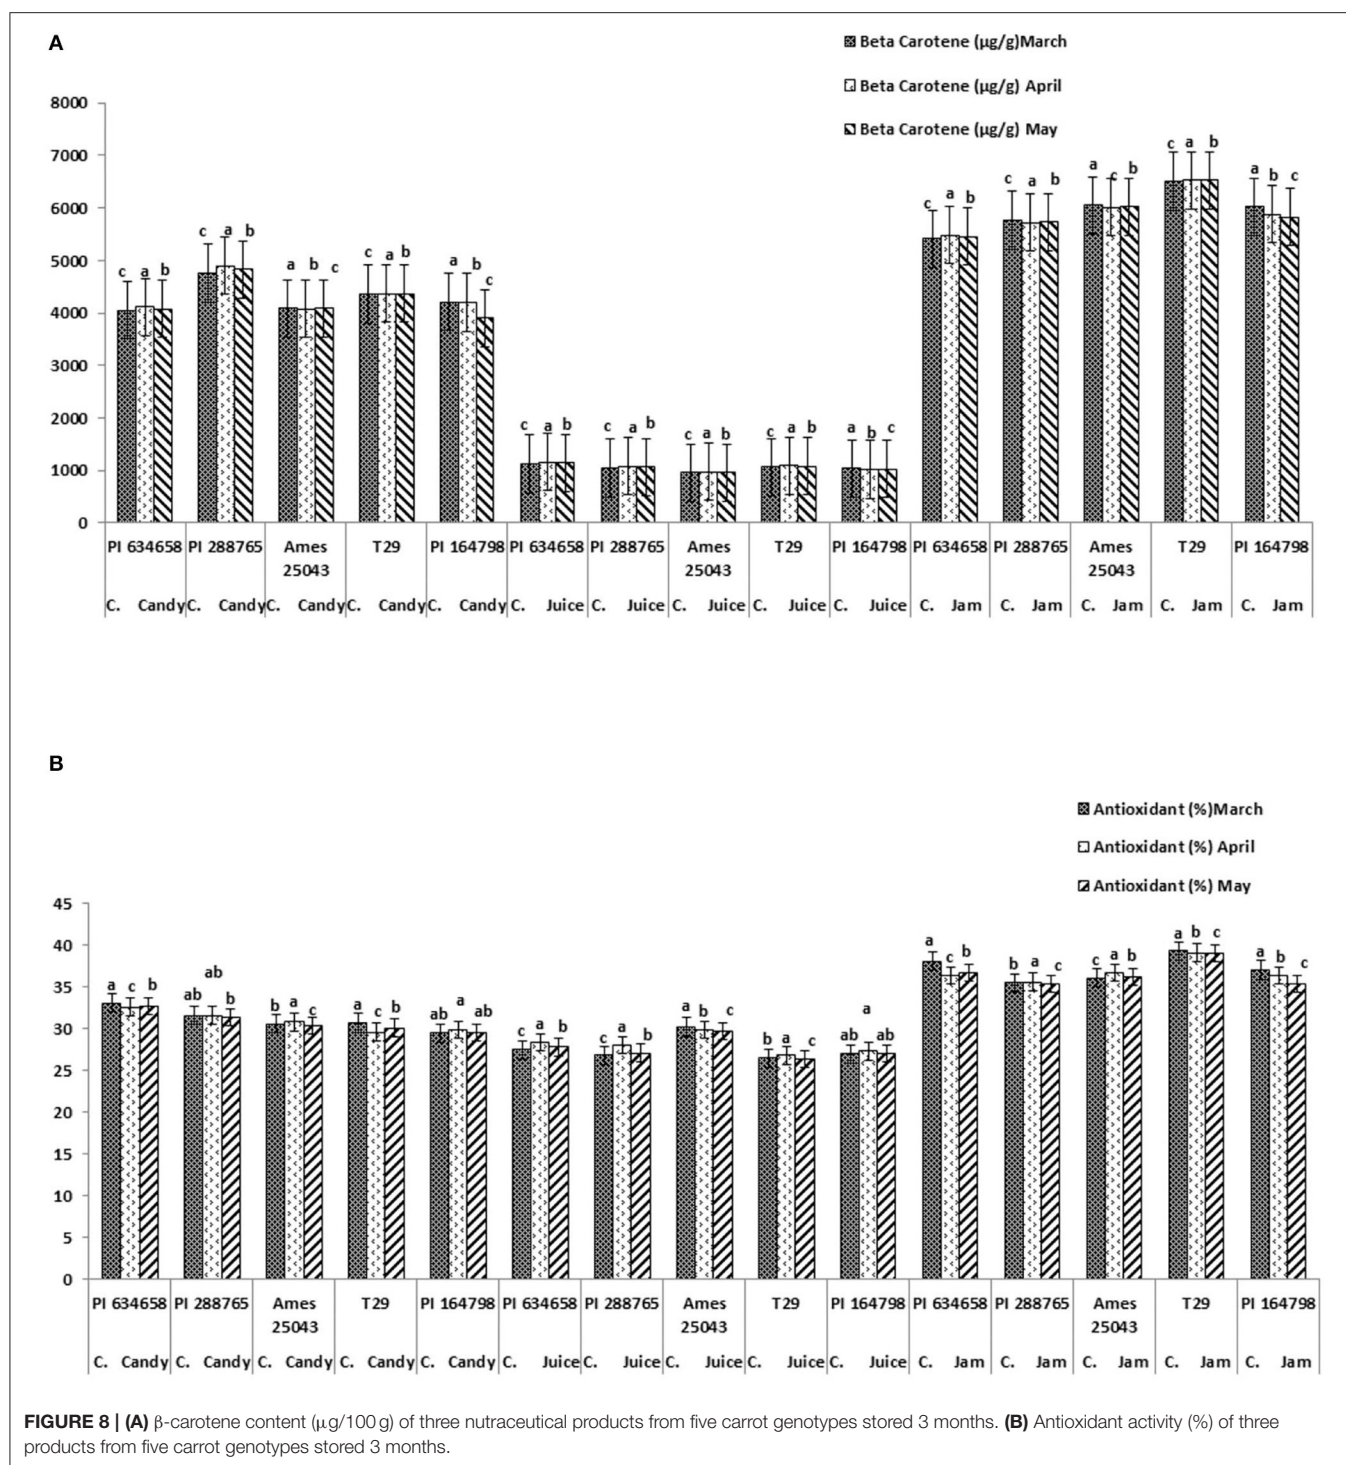 A
Beta Carotene (µg/g)March
Beta Carotene (µg/g) April
Beta Carotene (µg/g) May
8000
7000
6000
5000
4000
3000
2000
1000
0
c a b c a b a b c c a b a b c c a b c a b c a b c a b a b c c a b c a b a c b c a b a b c
PI 634658 PI 288765 Ames 25043 T29 PI 164798 PI 634658 PI 288765 Ames 25043 T29 PI 164798 PI 634658 PI 288765 Ames 25043 T29 PI 164798
C. Candy C. Candy C. Candy C. Candy C. Candy C. Juice C. Juice C. Juice C. Juice C. Juice C. Jam C. Jam C. Jam C. Jam C. Jam
B
Antioxidant (%)March
Antioxidant (%) April
Antioxidant (%) May
45
40
35
30
25
20
15
10
5
0
a c b ab ab b b a c a c b ab a ab c a b c a b a b c b a c ab a ab a c b b a c c a b a b c a b c
PI 634658 PI 288765 Ames 25043 T29 PI 164798 PI 634658 PI 288765 Ames 25043 T29 PI 164798 PI 634658 PI 288765 Ames 25043 T29 PI 164798
C. Candy C. Candy C. Candy C. Candy C. Candy C. Juice C. Juice C. Juice C. Juice C. Juice C. Jam C. Jam C. Jam C. Jam C. Jam
FIGURE 8 | (A) β-carotene content (µg/100 g) of three nutraceutical products from five carrot genotypes stored 3 months. (B) Antioxidant activity (%) of three
products from five carrot genotypes stored 3 months.